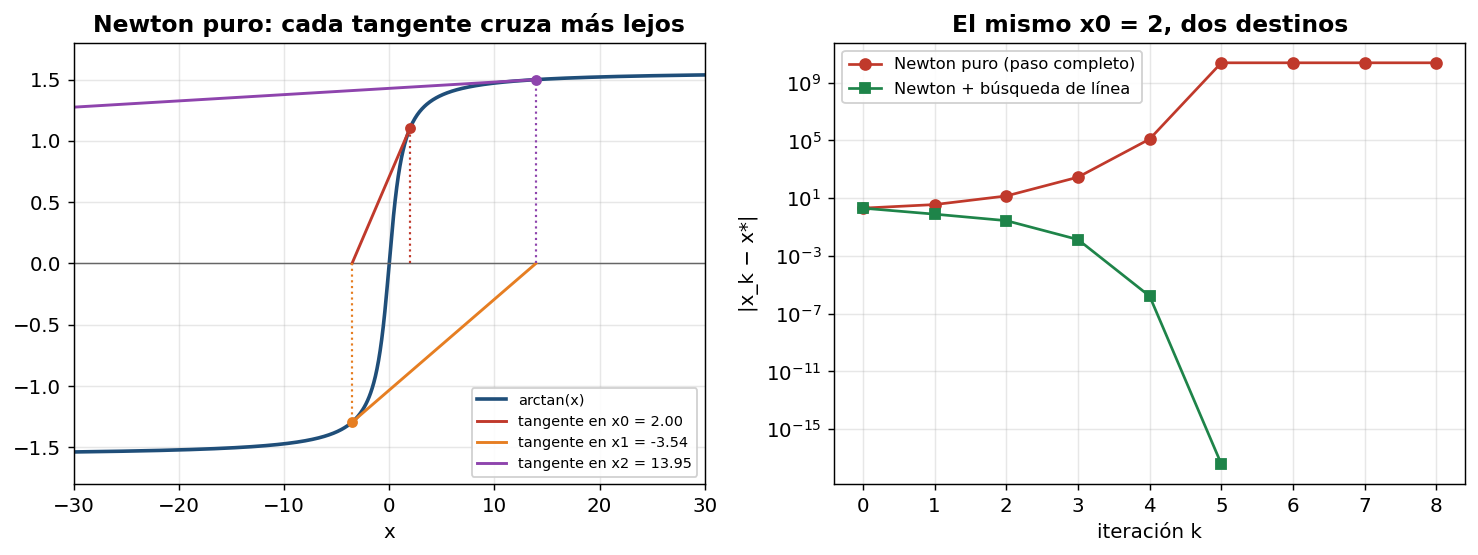 Newton puro: cada tangente cruza más lejos
1.5
1.0
0.5
0.0
−0.5
−1.0
−1.5
−30
−20
−10
0
10
20
30
x
arctan(x)
tangente en x0 = 2.00
tangente en x1 = -3.54
tangente en x2 = 13.95
El mismo x0 = 2, dos destinos
Newton puro (paso completo)
Newton + búsqueda de línea
|x_k − x*|
10^9
10^5
10^1
10^−3
10^−7
10^−11
10^−15
0
1
2
3
4
5
6
7
8
iteración k